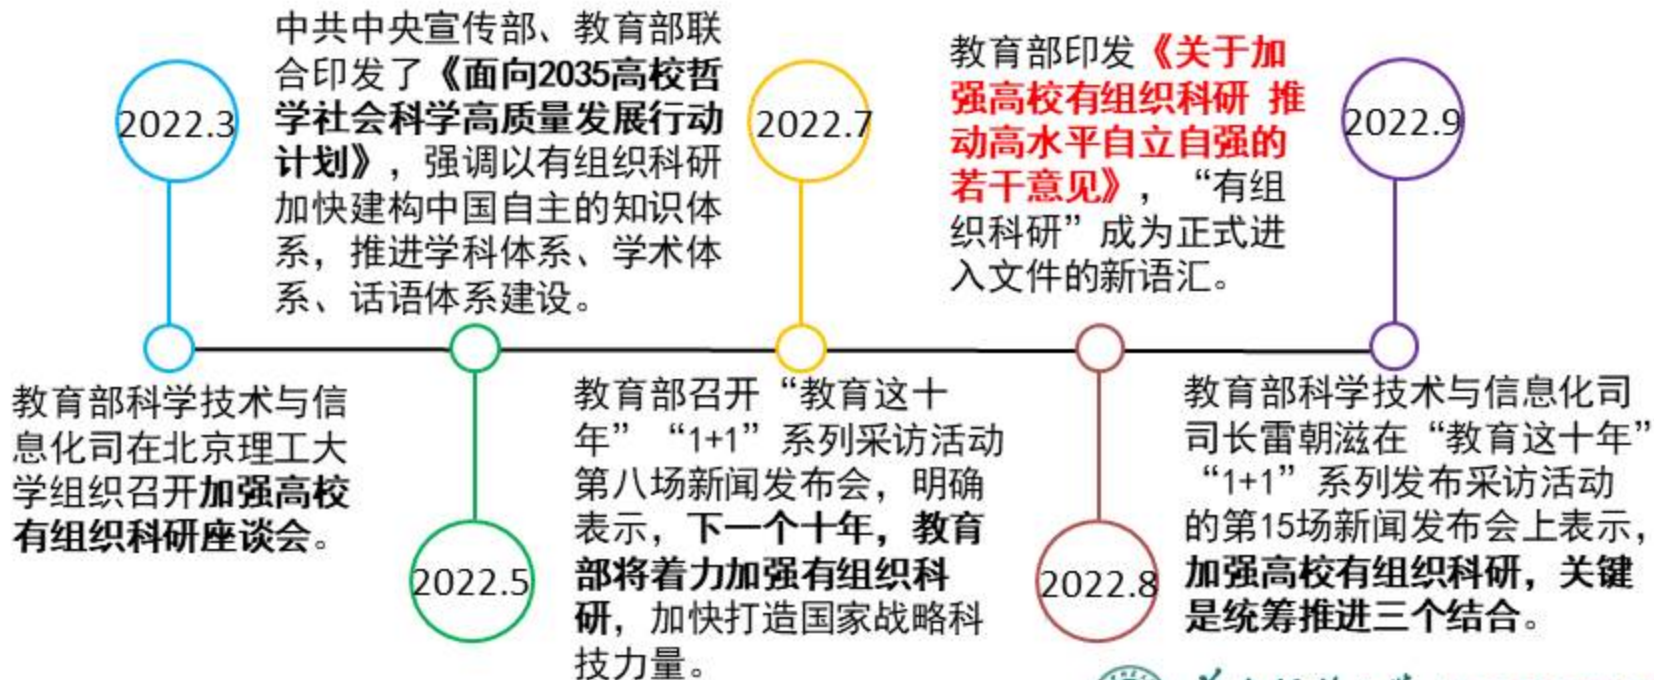 2022.3
教育部科学技术与信
息化司在北京理工大
学组织召开加强高校
有组织科研座谈会。
中共中央宣传部、教育部联
合印发了《面向2035高校哲
学社会科学高质量发展行动
计划》，强调以有组织科研
加快建构中国自主的知识体
系，推进学科体系、学术体
系、话语体系建设。
2022.5
2022.7
教育部召开“教育这十
年”“1+1”系列采访活动
第八场新闻发布会，明确
表示，下一个十年，教育
部将着力加强有组织科
研，加快打造国家战略科
技力量。
教育部印发《关于加
强高校有组织科研 推
动高水平自立自强的
若干意见》，“有组
织科研”成为正式进
入文件的新语汇。
2022.8
2022.9
教育部科学技术与信息化司
司长雷朝滋在“教育这十年”
“1+1”系列发布采访活动
的第15场新闻发布会上表示，
加强高校有组织科研，关键
是统筹推进三个结合。